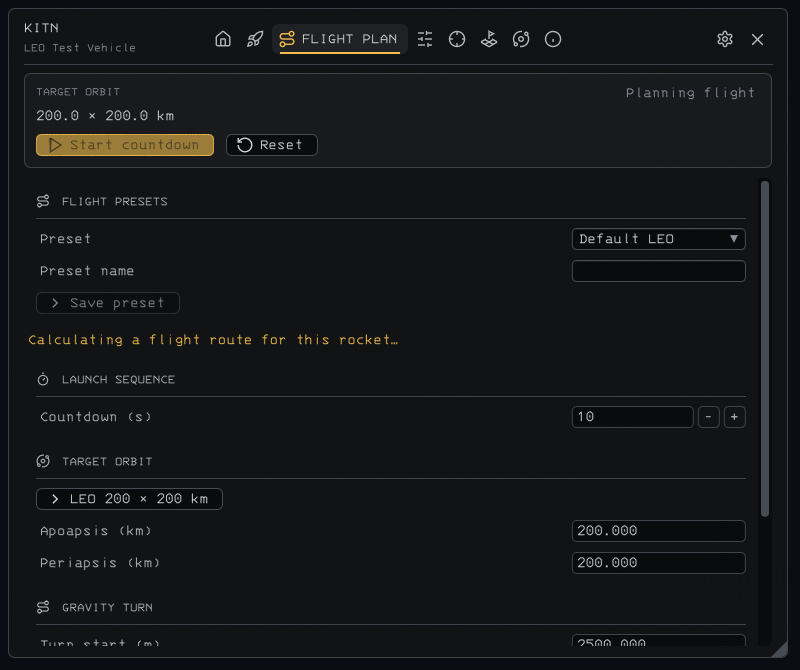 KITN
LEO Test Vehicle
FLIGHT PLAN
TARGET ORBIT
Planning flight
200.0 × 200.0 km
Start countdown
Reset
FLIGHT PRESETS
Preset
Default LEO
Preset name
Save preset
Calculating a flight route for this rocket…
LAUNCH SEQUENCE
Countdown (s)
10
-
+
TARGET ORBIT
LEO 200 × 200 km
Apoapsis (km)
200.000
Periapsis (km)
200.000
GRAVITY TURN
Turn start (m)
2500.000